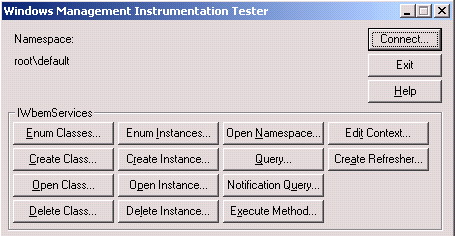 Windows Management Instrumentation Tester
Namespace:
Connect...
root\default
Exit
Help
IWbemServices
Enum Classes... Enum Instances... Open Namespace... Edit Context...
Create Class... Create Instance... Query... Create Refresher...
Open Class... Open Instance... Notification Query...
Delete Class... Delete Instance... Execute Method...